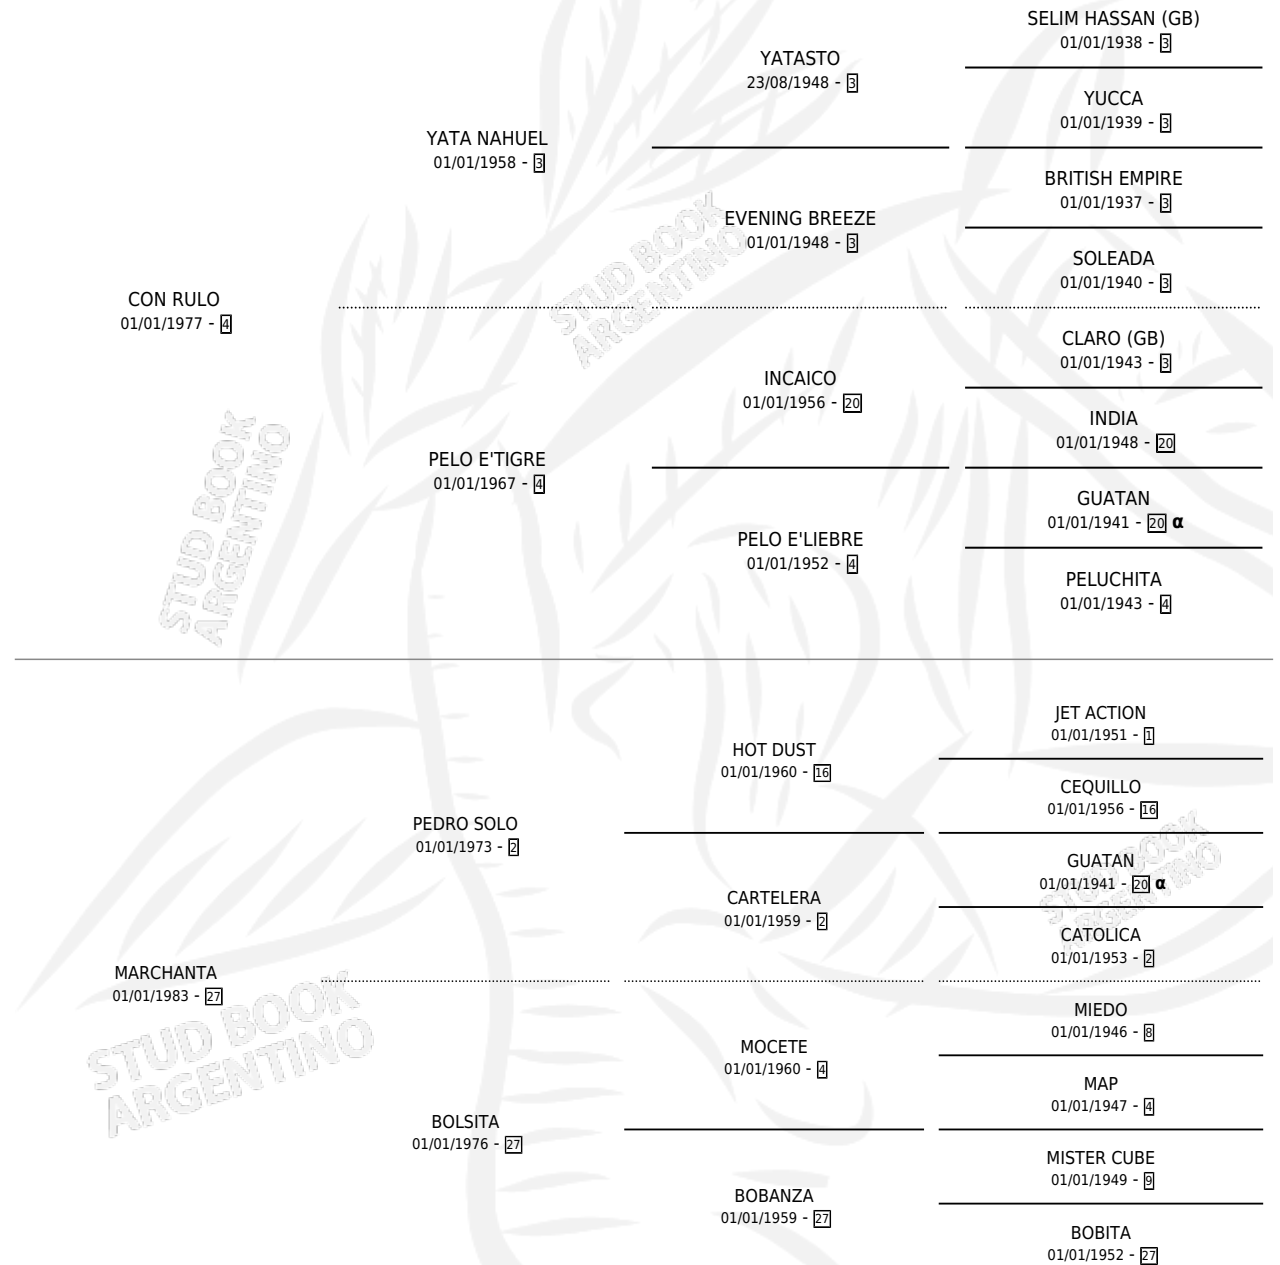 SELIM HASSAN (GB)
01/01/1938 - 3
YATASTO
23/08/1948 - 3
YUCCA
01/01/1939 - 3
YATA NAHUEL
01/01/1958 - 3
BRITISH EMPIRE
01/01/1937 - 3
EVENING BREEZE
01/01/1948 - 3
SOLEADA
01/01/1940 - 3
CON RULO
01/01/1977 - 4
CLARO (GB)
01/01/1943 - 3
INCAICO
01/01/1956 - 20
INDIA
01/01/1948 - 20
PELO E'TIGRE
01/01/1967 - 4
GUATAN
01/01/1941 - 20 α
PELO E'LIEBRE
01/01/1952 - 4
PELUCHITA
01/01/1943 - 4
JET ACTION
01/01/1951 - 1
HOT DUST
01/01/1960 - 16
CEQUILLO
01/01/1956 - 16
PEDRO SOLO
01/01/1973 - 2
GUATAN
01/01/1941 - 20 α
CARTELERA
01/01/1959 - 2
CATOLICA
01/01/1953 - 2
MARCHANTA
01/01/1983 - 27
MIEDO
01/01/1946 - 8
MOCETE
01/01/1960 - 4
MAP
01/01/1947 - 4
BOLSITA
01/01/1976 - 27
MISTER CUBE
01/01/1949 - 9
BOBANZA
01/01/1959 - 27
BOBITA
01/01/1952 - 27
STUD BOOK
ARGENTINO
STUD BOOK
ARGENTINO
STUD BOOK
ARGENTINO
STUD BOOK
ARGENTINO